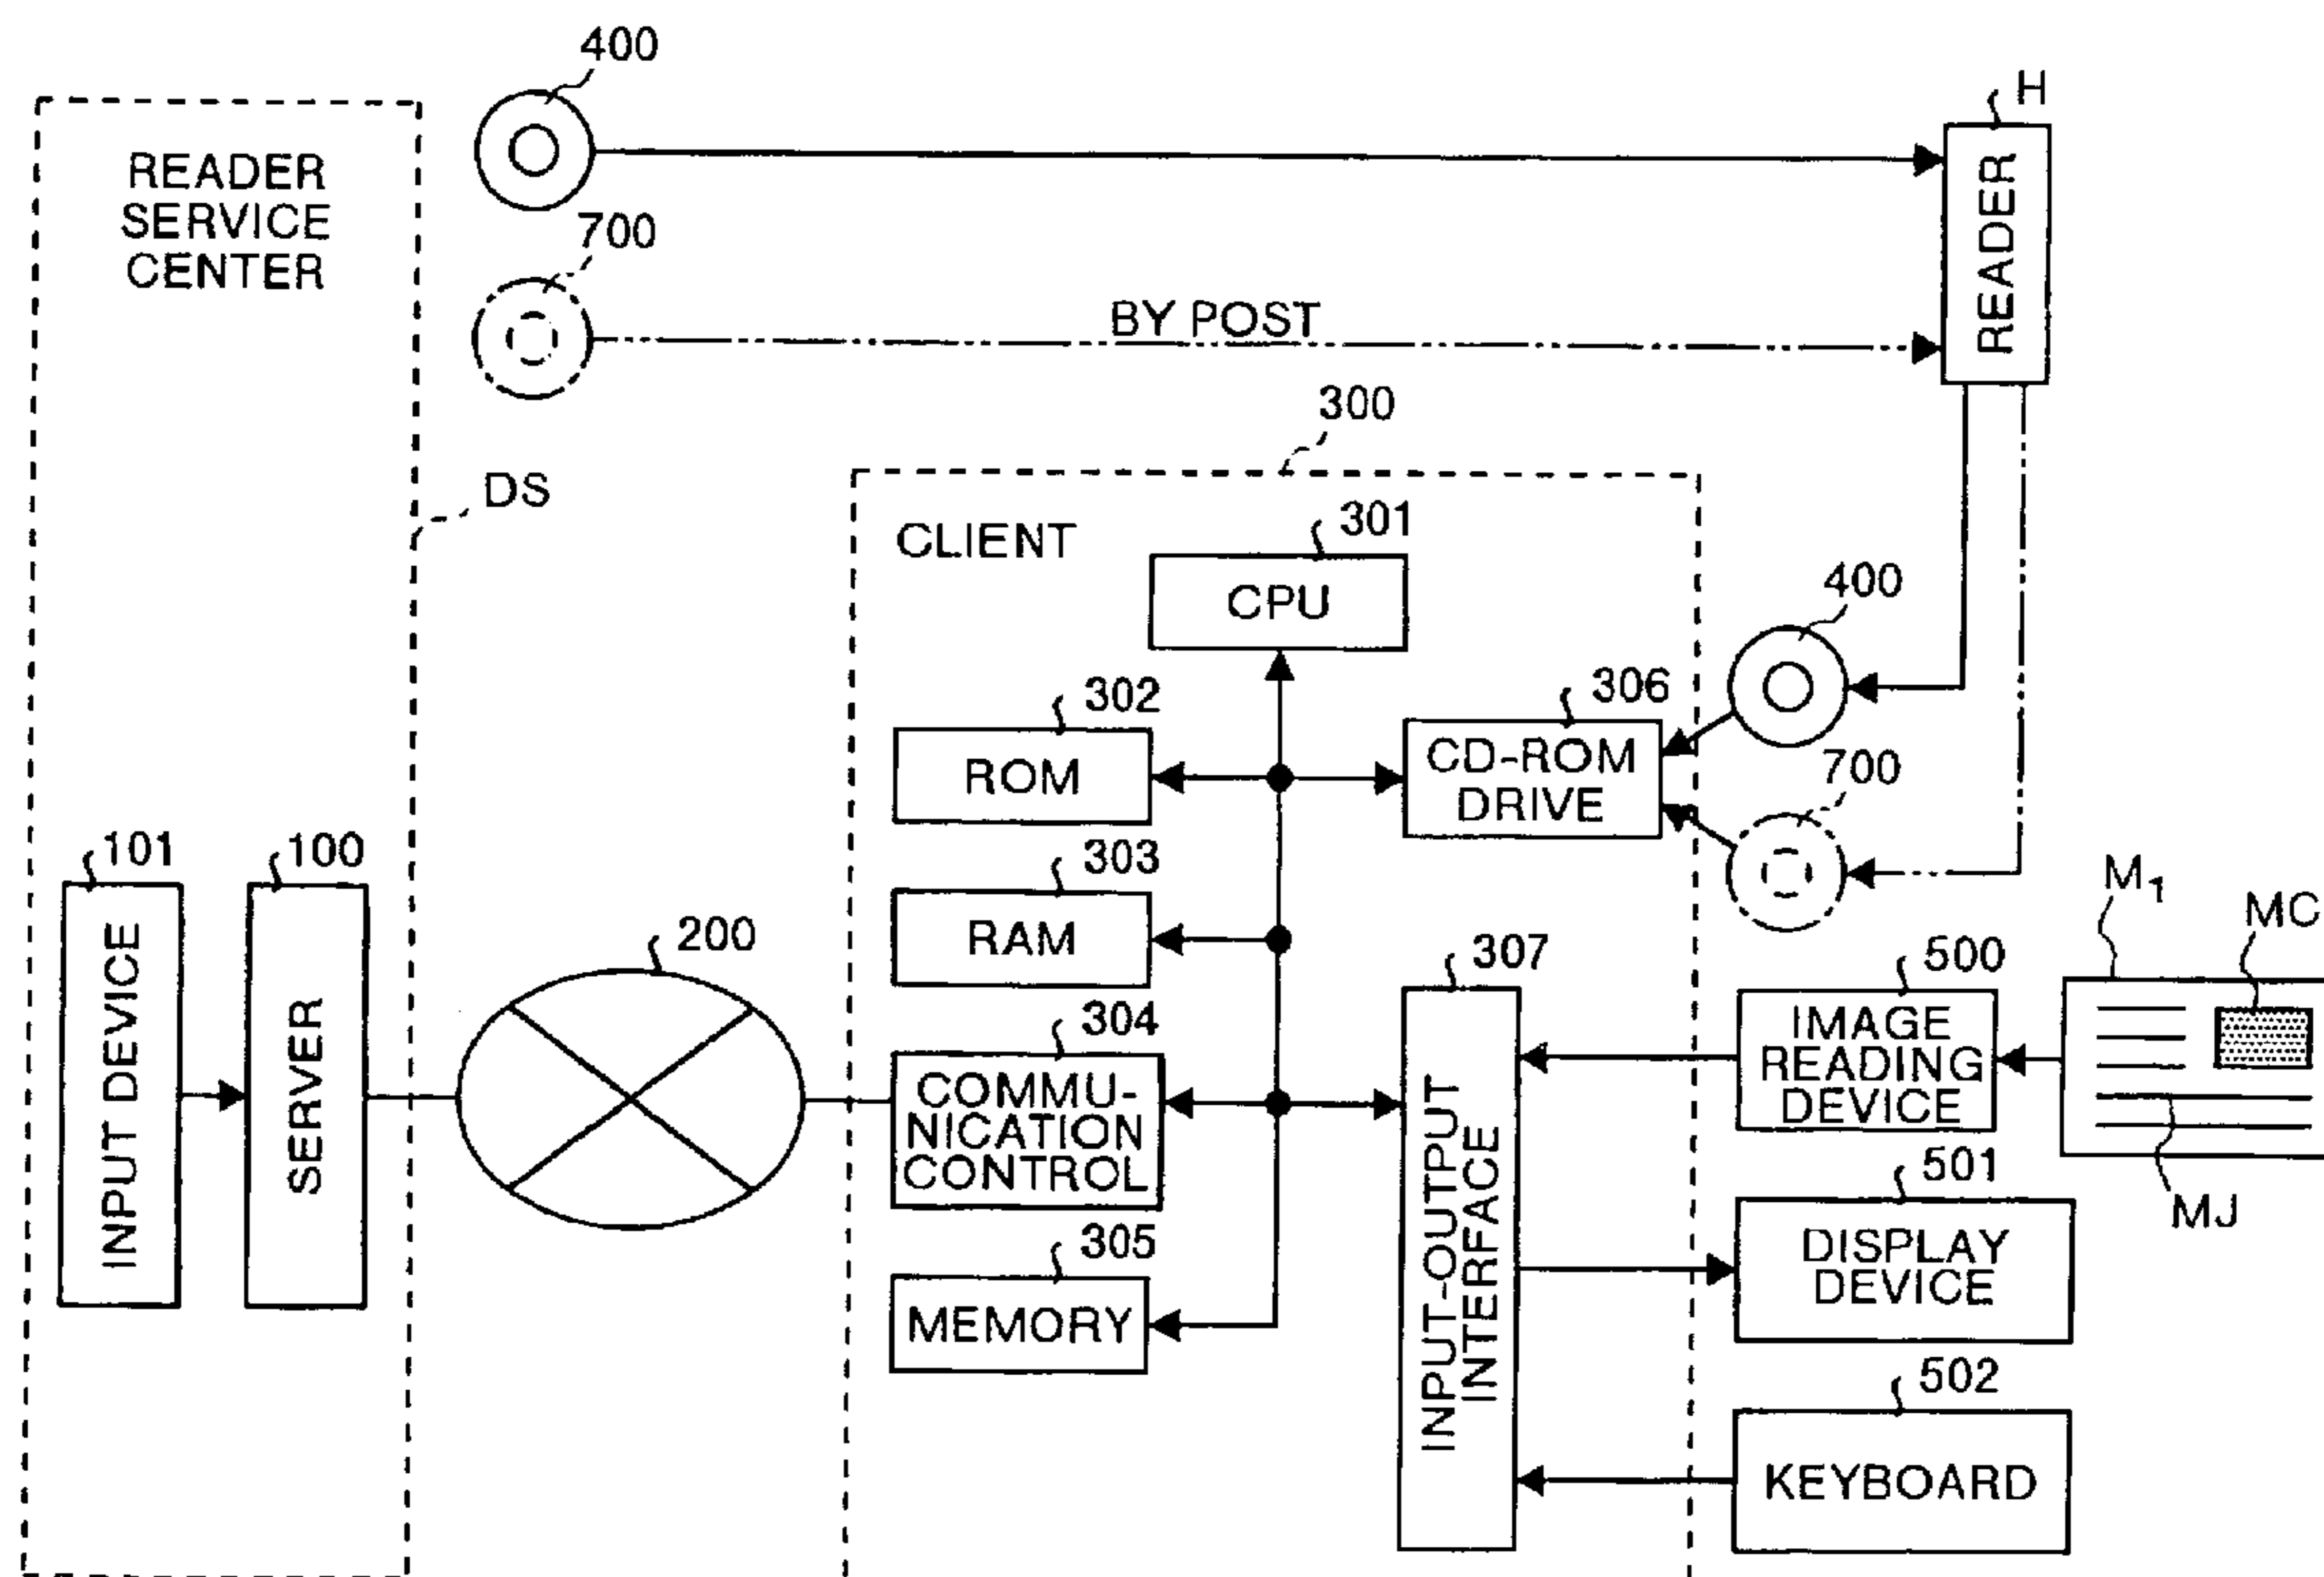 400
H
READER
SERVICE
CENTER
READER
700
BY POST
300
DS
CLIENT
301
CPU
400
302
306
ROM
CD-ROM
DRIVE
700
101
100
303
M1
MC
RAM
200
307
500
INPUT DEVICE
SERVER
304
IMAGE
READING
DEVICE
COMMU-
NICATION
CONTROL
INPUT-OUTPUT
INTERFACE
501
MJ
305
DISPLAY
DEVICE
MEMORY
502
KEYBOARD